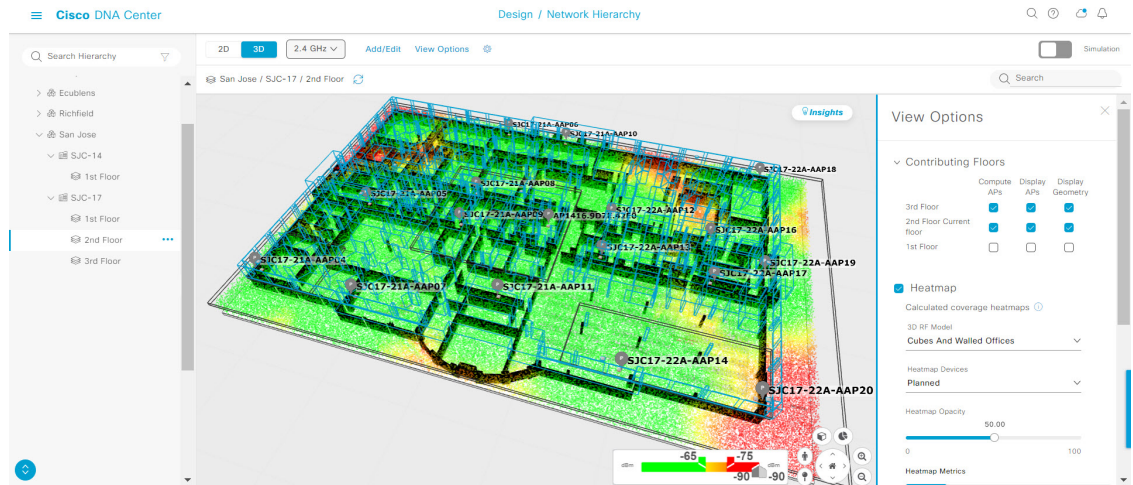 Cisco DNA Center
Design / Network Hierarchy
Search Hierarchy
2D
3D
2.4 GHz
Add/Edit
View Options
Simulation
San Jose / SJC-17 / 2nd Floor
Search
Ecublens
Richfield
San Jose
SJC-14
1st Floor
SJC-17
1st Floor
2nd Floor
3rd Floor
Insights
SJC17-21A-AAP06
SJC17-21A-AAP10
SJC17-22A-AAP18
SJC17-21A-AAP08
SJC17-21A-AAP05
SJC17-22A-AAP12
SJC17-21A-AAP09
SJC17-22A-AAP16
SJC17-22A-AAP13
SJC17-21A-AAP04
SJC17-22A-AAP19
SJC17-22A-AAP17
SJC17-21A-AAP07
SJC17-21A-AAP11
SJC17-22A-AAP14
SJC17-22A-AAP20
-65
-75
dBm
dBm
-90
-90
View Options
Contributing Floors
Compute APs
Display APs
Display Geometry
3rd Floor
2nd Floor Current
floor
1st Floor
Heatmap
Calculated coverage heatmaps
3D RF Model
Cubes And Walled Offices
Heatmap Devices
Planned
Heatmap Opacity
50.00
0
100
Heatmap Metrics